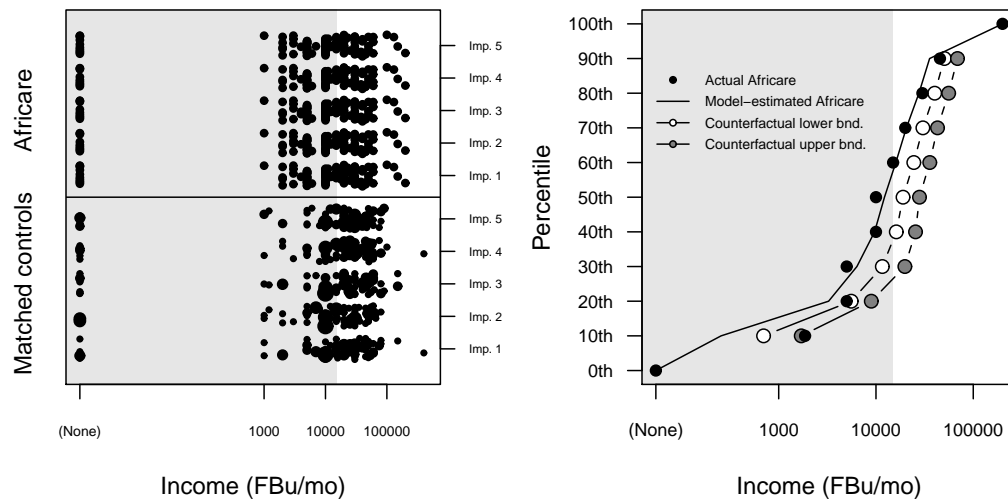 Africare
Matched controls
Imp. 5
Imp. 4
Imp. 3
Imp. 2
Imp. 1
Imp. 5
Imp. 4
Imp. 3
Imp. 2
Imp. 1
(None)
1000
10000
100000
Income (FBu/mo)
Percentile
100th
90th
80th
70th
60th
50th
40th
30th
20th
10th
0th
Actual Africare
Model−estimated Africare
Counterfactual lower bnd.
Counterfactual upper bnd.
(None)
1000
10000
100000
Income (FBu/mo)